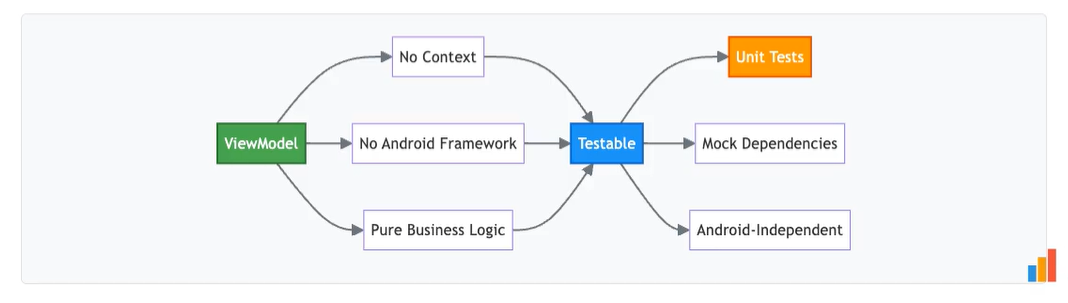 No Context
Unit Tests
ViewModel
No Android Framework
Testable
Mock Dependencies
Pure Business Logic
Android-Independent